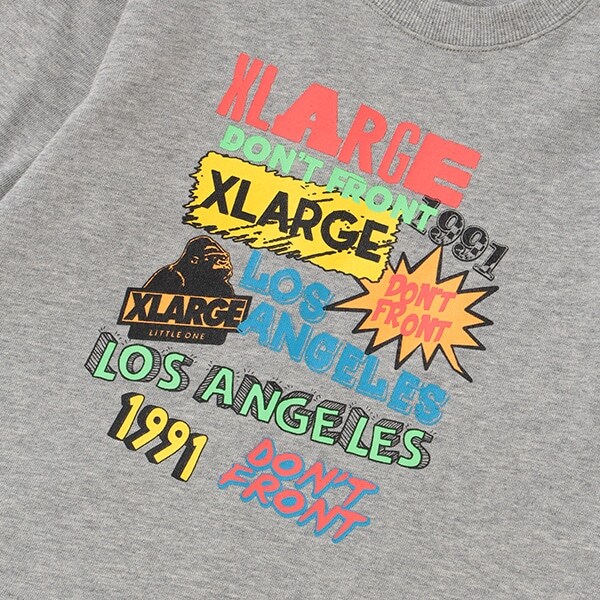 XLARGE
DON'T FRONT
1991
XLARGE
LOS
ANGELES
DON'T
FRONT
XLARGE
LITTLE ONE
LOS ANGELES
1991
DON'T
FRONT